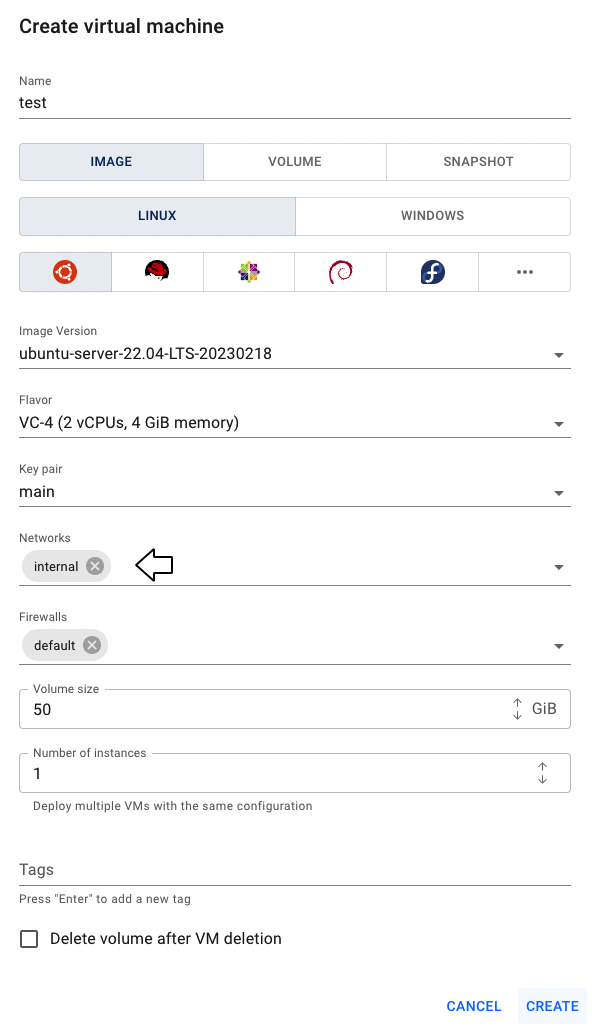 Create virtual machine
Name
test
IMAGE VOLUME SNAPSHOT
LINUX WINDOWS
Image Version
ubuntu-server-22.04-LTS-20230218
Flavor
VC-4 (2 vCPUs, 4 GiB memory)
Key pair
main
Networks
internal
Firewalls
default
Volume size
50 GiB
Number of instances
1
Deploy multiple VMs with the same configuration
Tags
Press "Enter" to add a new tag
Delete volume after VM deletion
CANCEL CREATE